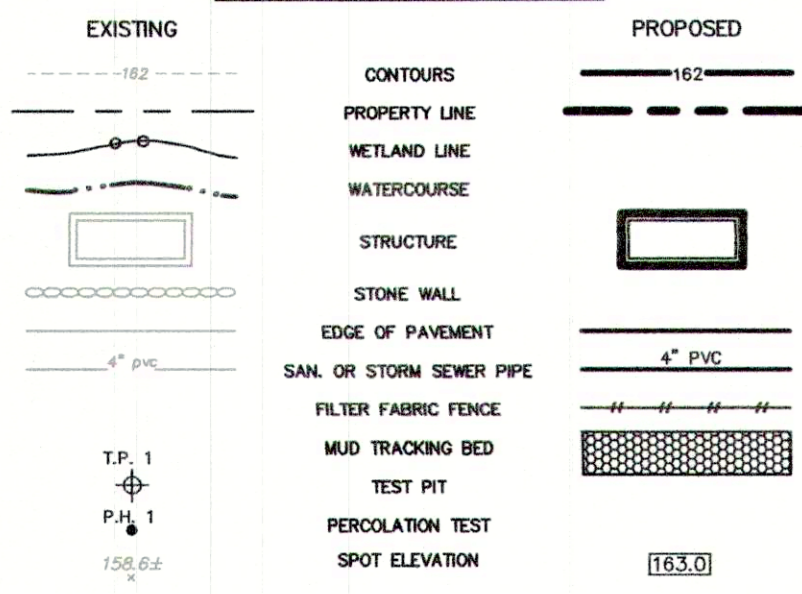 EXISTING PROPOSED
162 CONTOURS 162
PROPERTY LINE
WETLAND LINE
WATERCOURSE
STRUCTURE
STONE WALL
EDGE OF PAVEMENT
4" pvc SAN. OR STORM SEWER PIPE 4" PVC
FILTER FABRIC FENCE
MUD TRACKING BED
T.P. 1
TEST PIT
P.H. 1
PERCOLATION TEST
158.6± SPOT ELEVATION 163.0